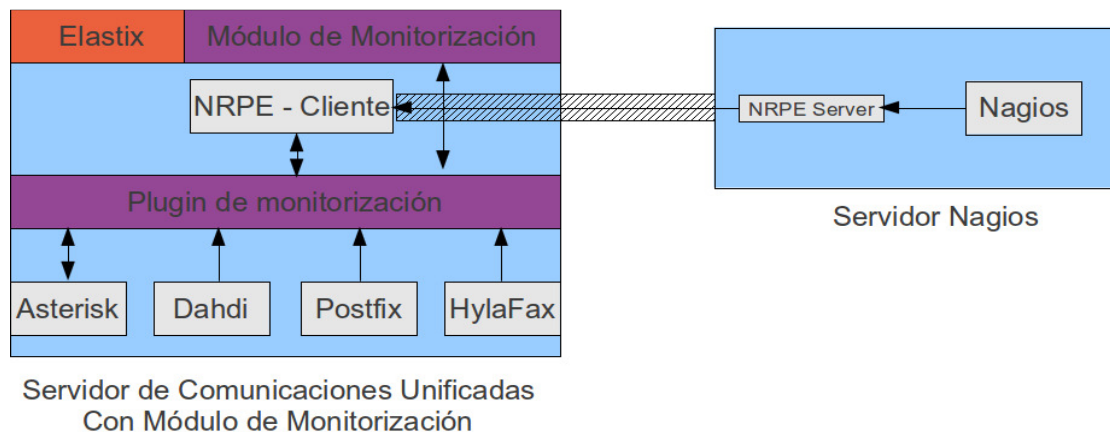 Elastix
Módulo de Monitorización
NRPE - Cliente
NRPE Server
Nagios
Plugin de monitorización
Servidor Nagios
Asterisk
Dahdi
Postfix
HylaFax
Servidor de Comunicaciones Unificadas
Con Módulo de Monitorización